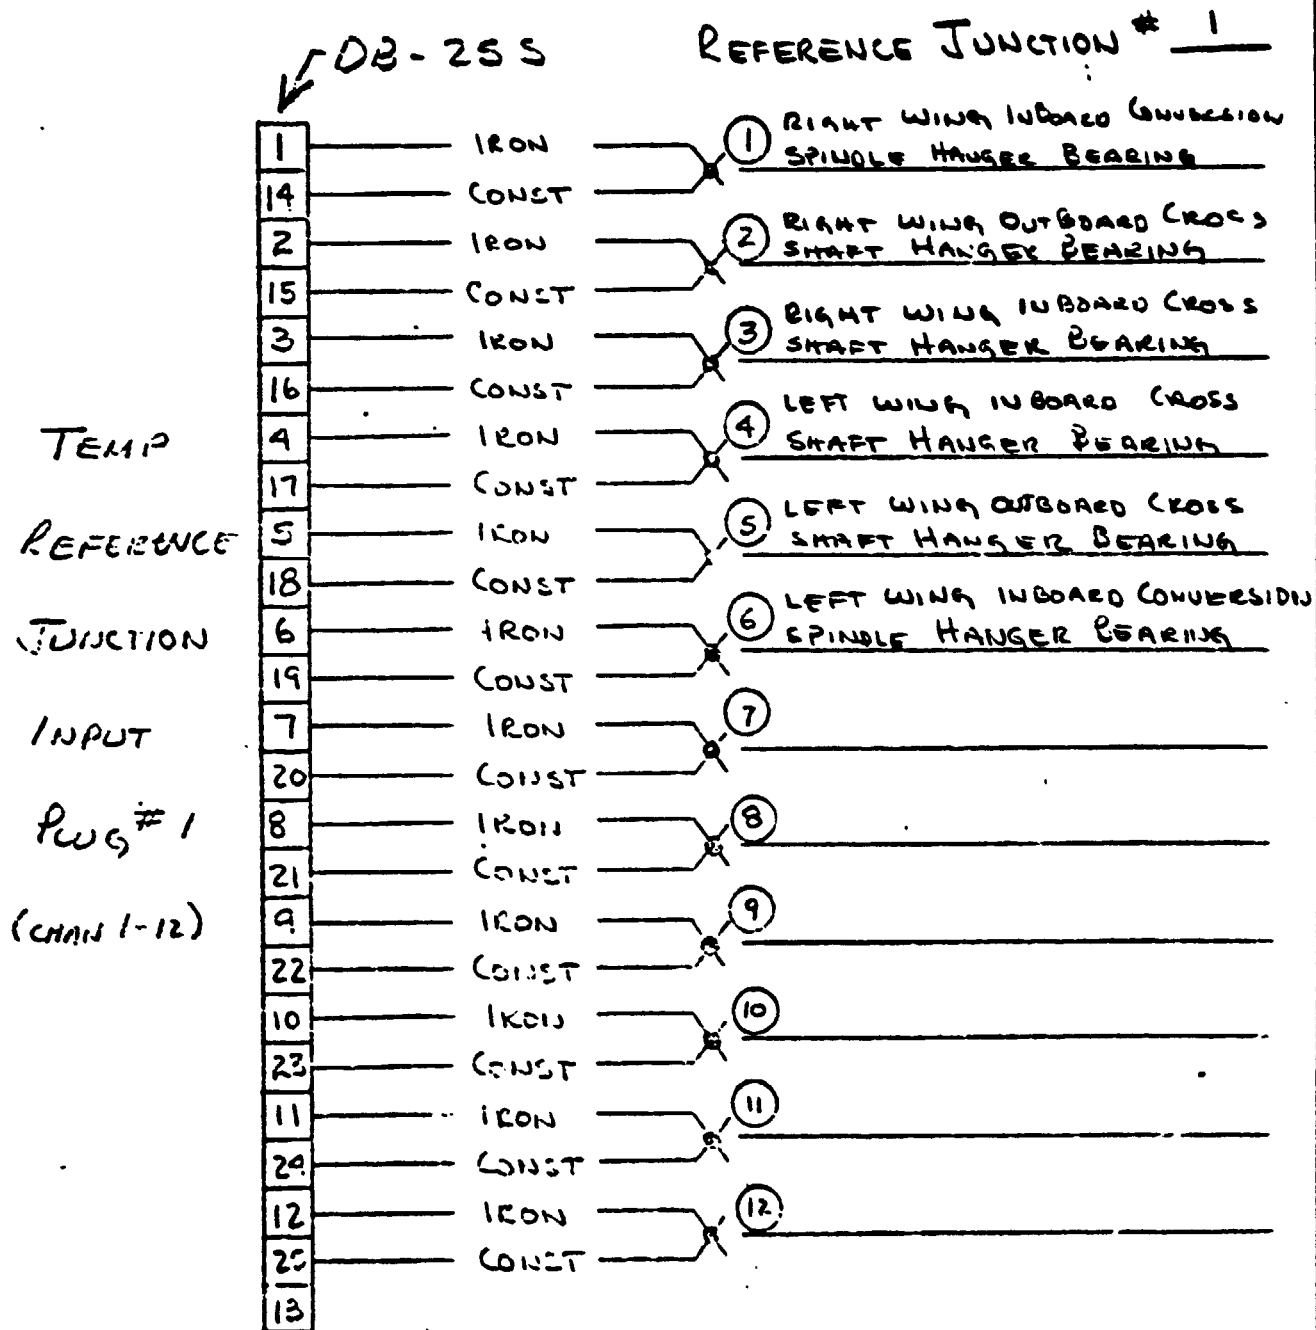 DB-25S
REFERENCE JUNCTION # 1
1 IRON 1 RIGHT WING INBOARD CONVERSION
SPINDLE HANGER BEARING
14 CONST
2 IRON 2 RIGHT WING OUTBOARD CROSS
SHAFT HANGER BEARING
15 CONST
3 IRON 3 RIGHT WING INBOARD CROSS
SHAFT HANGER BEARING
16 CONST
TEMP
4 IRON 4 LEFT WING INBOARD CROSS
SHAFT HANGER BEARING
17 CONST
REFERENCE
5 IRON 5 LEFT WING OUTBOARD CROSS
SHAFT HANGER BEARING
18 CONST
JUNCTION
6 IRON 6 LEFT WING INBOARD CONVERSION
SPINDLE HANGER BEARING
19 CONST
INPUT
7 IRON 7
20 CONST
PLUG # 1
8 IRON 8
21 CONST
(CHAN 1-12)
9 IRON 9
22 CONST
10 IRON 10
23 CONST
11 IRON 11
24 CONST
12 IRON 12
25 CONST
13